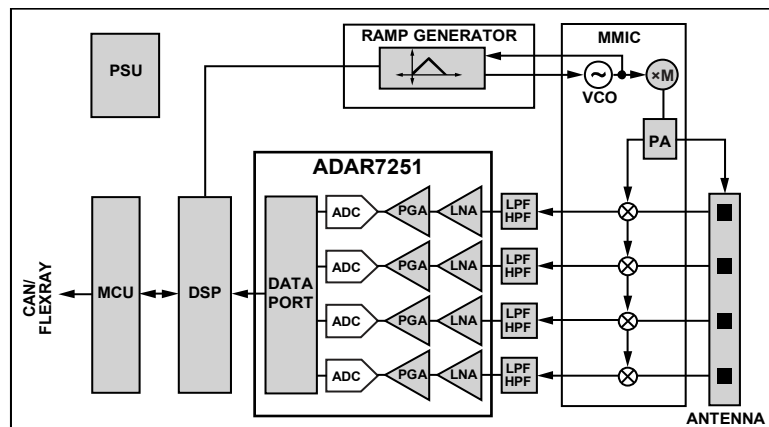 RAMP GENERATOR
MMIC
PSU
VCO
×M
PA
ADAR7251
ADC
PGA
LNA
LPF
HPF
ADC
PGA
LNA
LPF
HPF
CAN/
FLEXRAY
MCU
DSP
DATA
PORT
ADC
PGA
LNA
LPF
HPF
ADC
PGA
LNA
LPF
HPF
ANTENNA